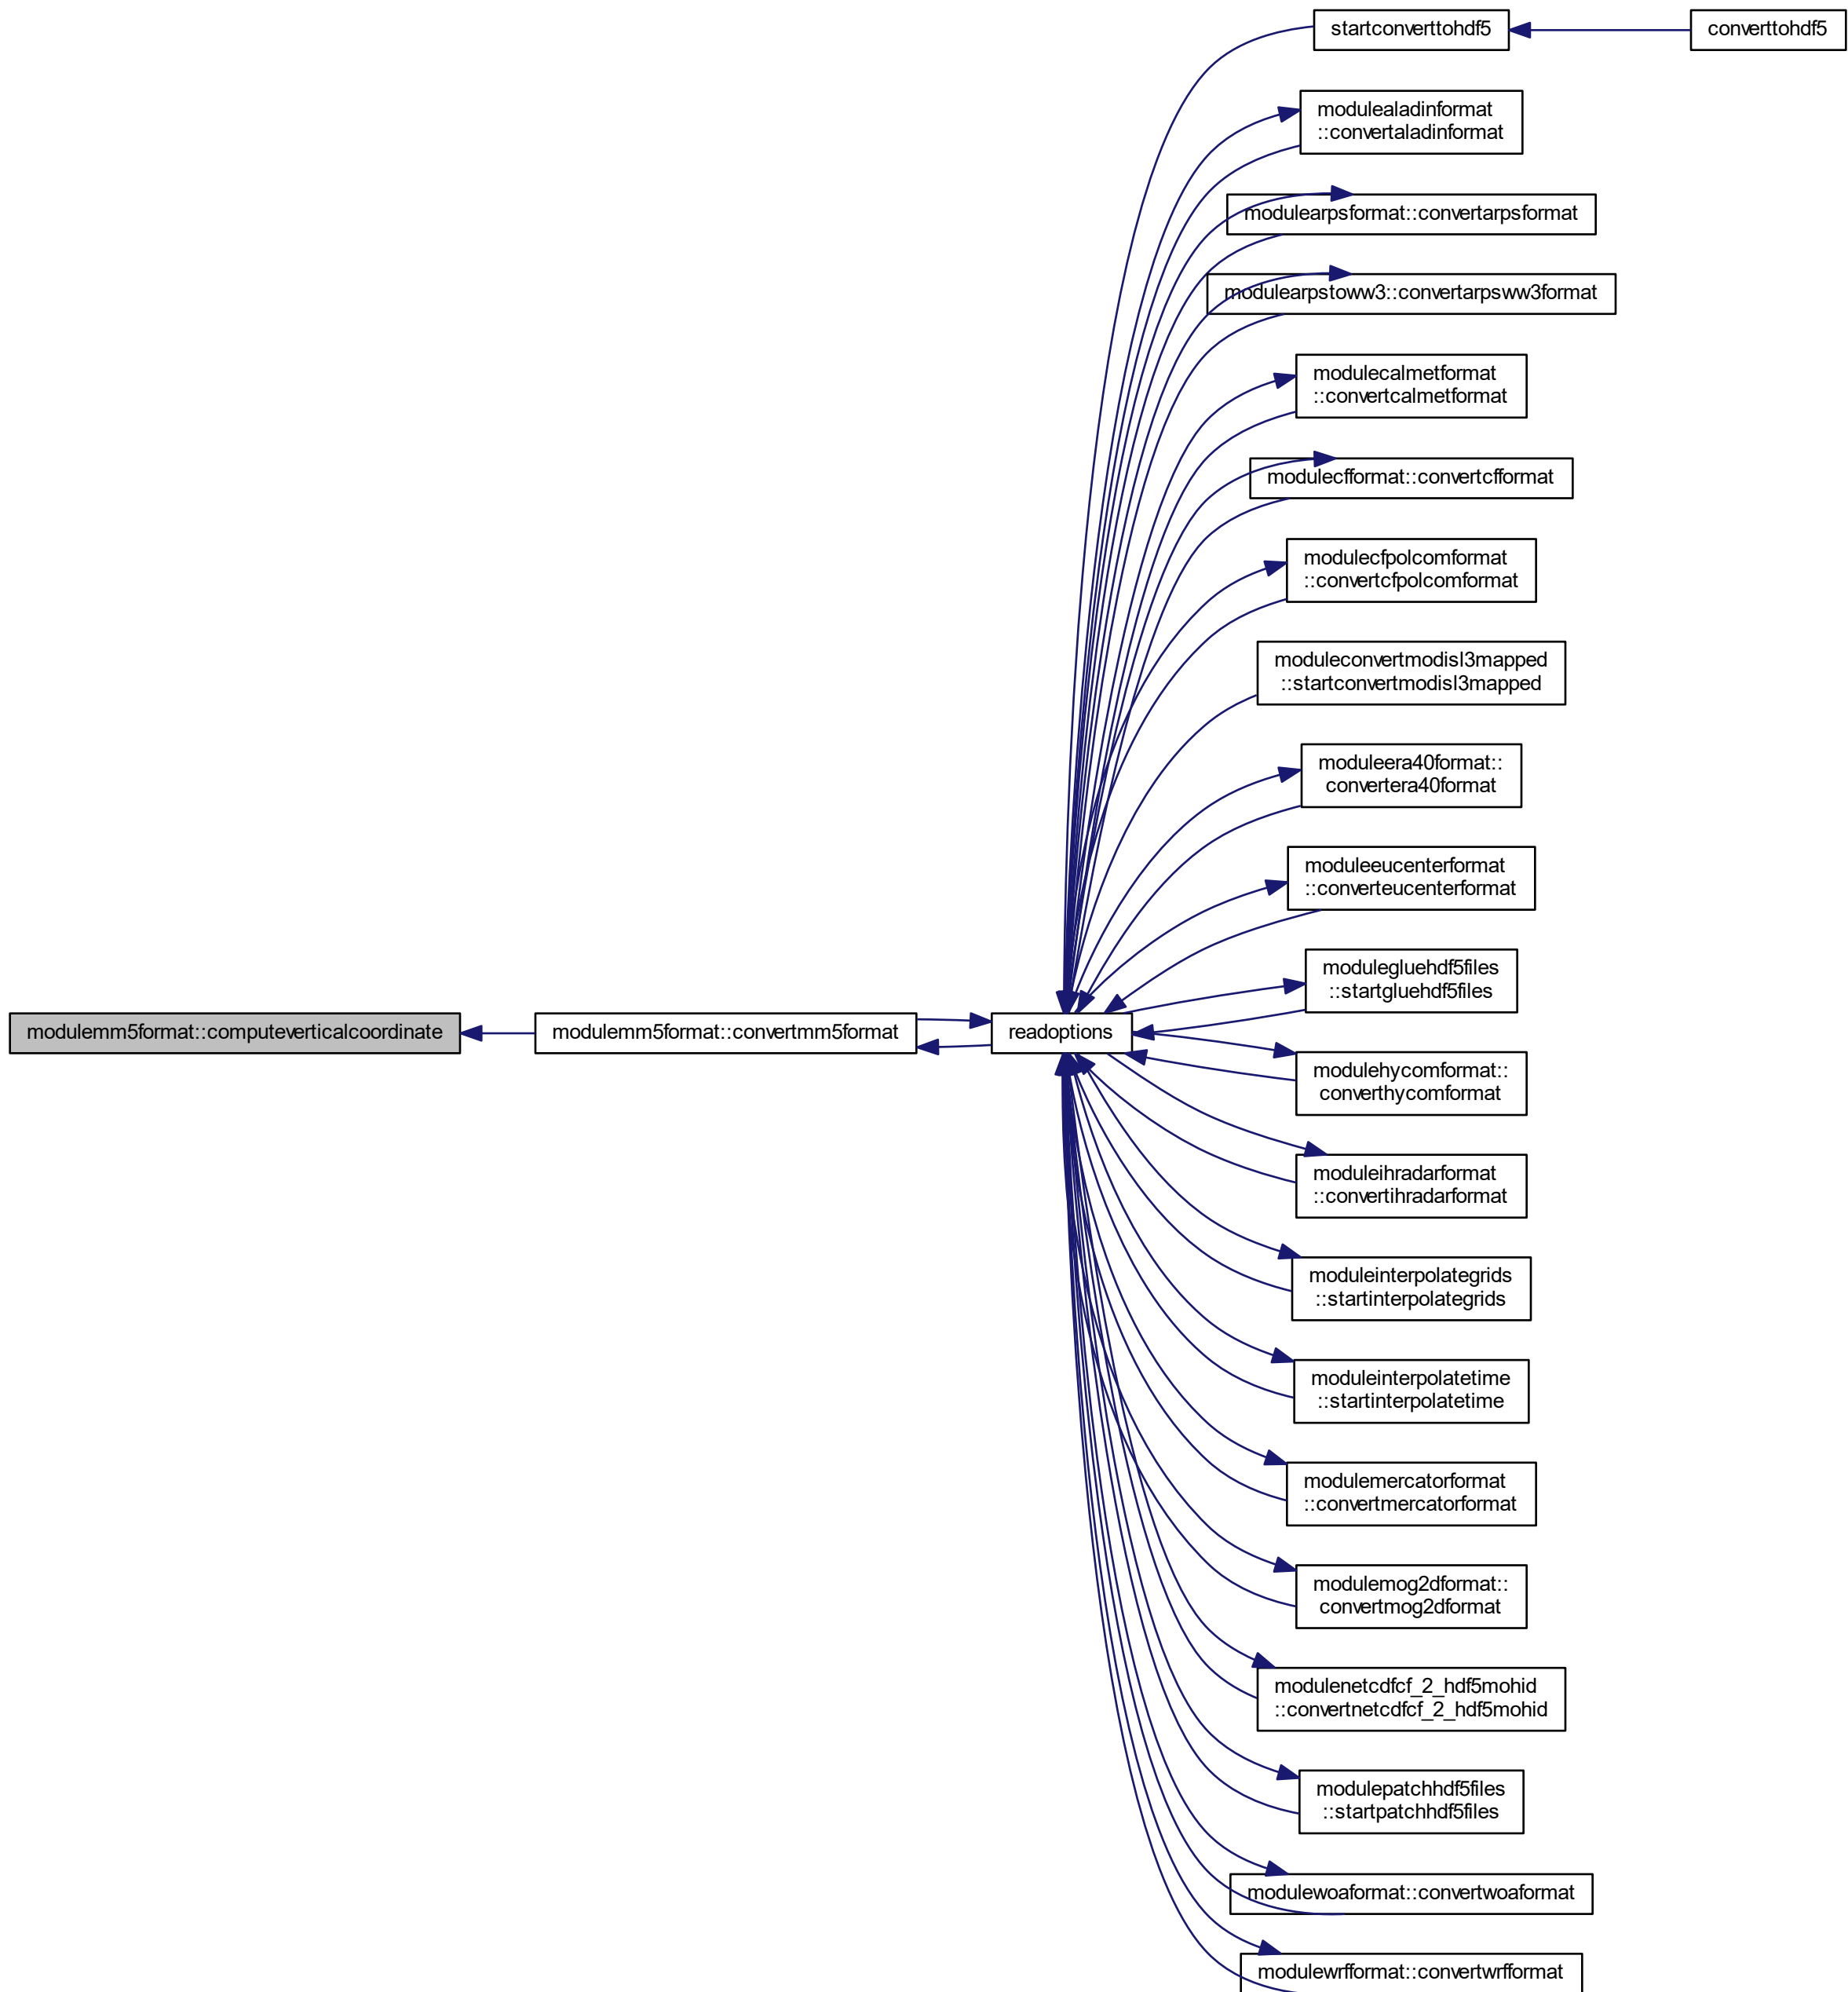 startconverttohdf5
converttohdf5
modulealadinformat
::convertaladinformat
modulearpsformat::convertarpsformat
modulearpstoww3::convertarpsww3format
modulecalmetformat
::convertcalmetformat
modulecfformat::convertcfformat
modulecfpolcomformat
::convertcfpolcomformat
moduleconvertmodisl3mapped
::startconvertmodisl3mapped
moduleera40format::
convertera40format
moduleeucenterformat
::converteucenterformat
modulegluehdf5files
::startgluehdf5files
modulemm5format::computeverticalcoordinate
modulemm5format::convertmm5format
readoptions
modulehycomformat::
converthycomformat
moduleihradarformat
::convertihradarformat
moduleinterpolategrids
::startinterpolategrids
moduleinterpolatetime
::startinterpolatetime
modulemercatorformat
::convertmercatorformat
modulemog2dformat::
convertmog2dformat
modulenetcdfcf_2_hdf5mohid
::convertnetcdfcf_2_hdf5mohid
modulepatchhdf5files
::startpatchhdf5files
modulewoaformat::convertwoaformat
modulewrfformat::convertwrfformat